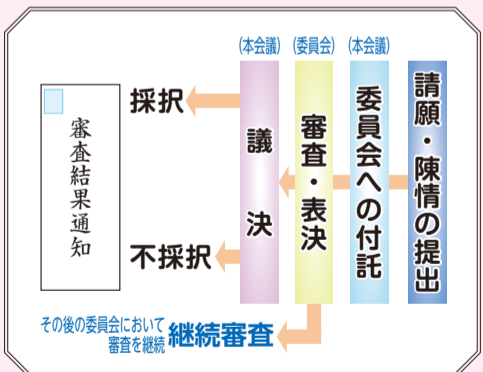 請願・陳情の提出
(本会議)
委員会への付託
(委員会)
審査・表決
(本会議)
議決
採択
不採択
審査結果通知
継続審査
その後の委員会において
審査を継続